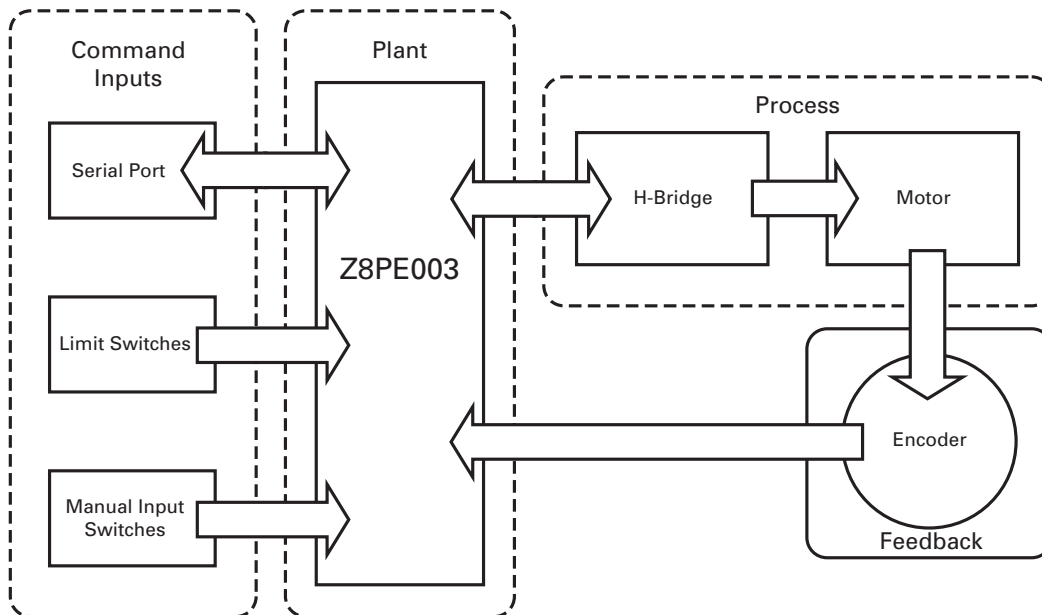 Command
Inputs
Plant
Process
Serial Port
H-Bridge
Motor
Z8PE003
Limit Switches
Encoder
Manual Input
Switches
Feedback